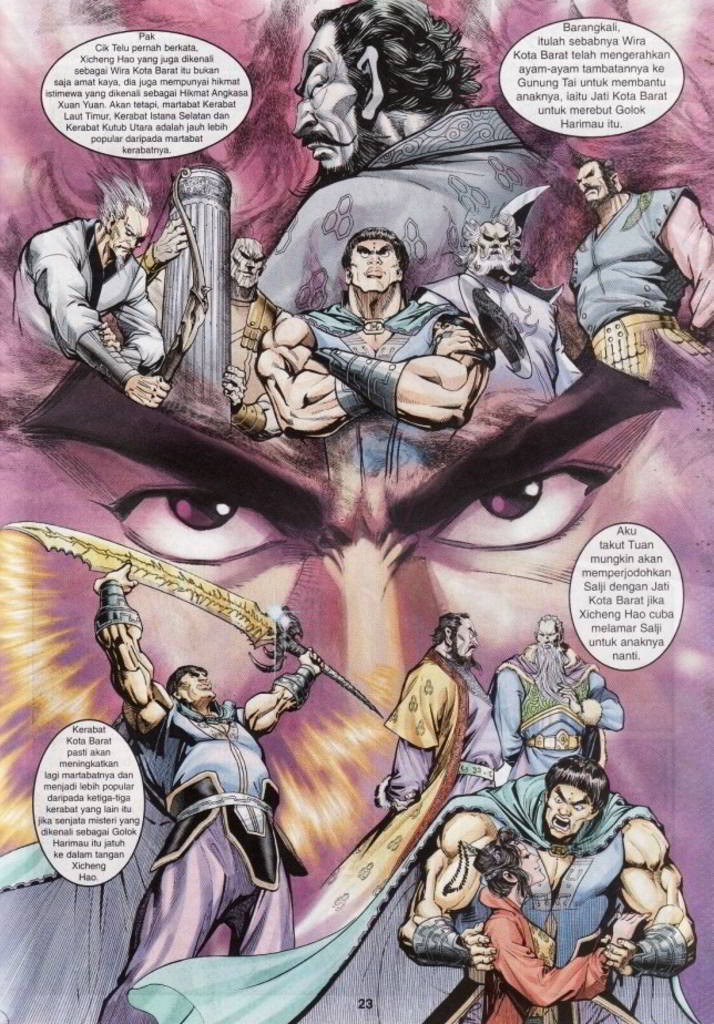 Pak
Cik Telu pernah berkata,
Xicheng Hao yang juga dikenali
sebagai Wira Kota Barat itu bukan
saja amat kaya, dia juga mempunyai hikmat
istimewa yang dikenali sebagai Hikmat Angkasa
Xuan Yuan. Akan tetapi, martabat Kerabat
Laut Timur, Kerabat Istana Selatan dan
Kerabat Kutub Utara adalah jauh lebih
popular daripada martabat
kerabatnya.
Barangkali,
itulah sebabnya Wira
Kota Barat telah mengerahkan
ayam-ayam tambatannya ke
Gunung Tai untuk membantu
anaknya, iaitu Jati Kota Barat
untuk merebut Golok
Harimau itu.
Aku
takut Tuan
mungkin akan
memperjodohkan
Salji dengan Jati
Kota Barat jika
Xicheng Hao cuba
melamar Salji
untuk anaknya
nanti.
Kerabat
Kota Barat
pasti akan
meningkatkan
lagi martabatnya dan
menjadi lebih popular
daripada ketiga-tiga
kerabat yang lain itu
jika senjata misteri yang
dikenali sebagai Golok
Harimau itu jatuh
ke dalam tangan
Xicheng
Hao.
23